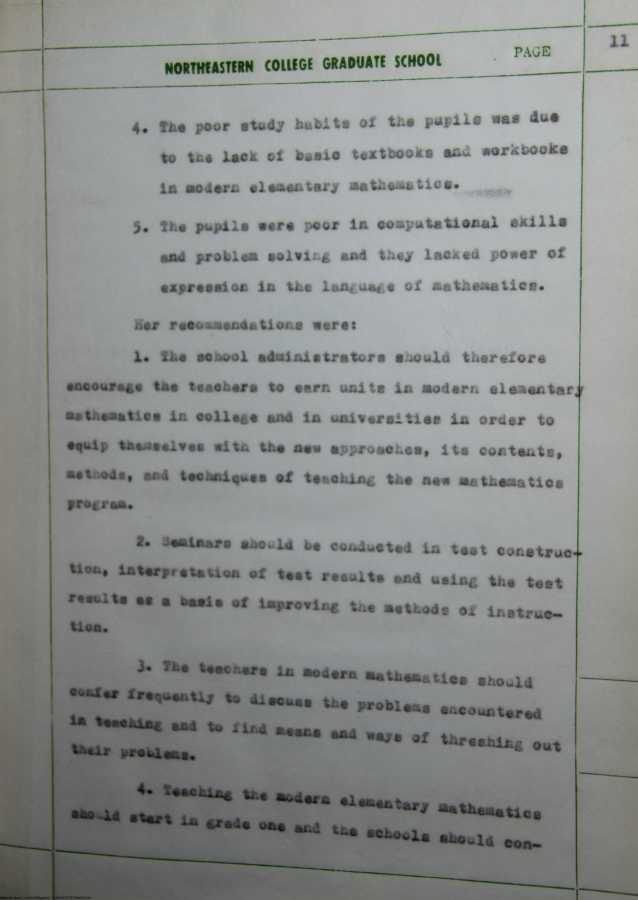 NORTHEASTERN COLLEGE GRADUATE SCHOOL PAGE 11
4. The poor study habits of the pupils was due
to the lack of basic textbooks and workbooks
in modern elementary mathematics.
5. The pupils were poor in computational skills
and problem solving and they lacked power of
expression in the language of mathematics.
Her recommendations were:
1. The school administrators should therefore
encourage the teachers to earn units in modern elementary
mathematics in college and in universities in order to
equip themselves with the new approaches, its contents,
methods, and techniques of teaching the new mathematics
program.
2. Seminars should be conducted in test construc-
tion, interpretation of test results and using the test
results as a basis of improving the methods of instruc-
tion.
3. The teachers in modern mathematics should
confer frequently to discuss the problems encountered
in teaching and to find means and ways of threshing out
their problems.
4. Teaching the modern elementary mathematics
should start in grade one and the schools should con-